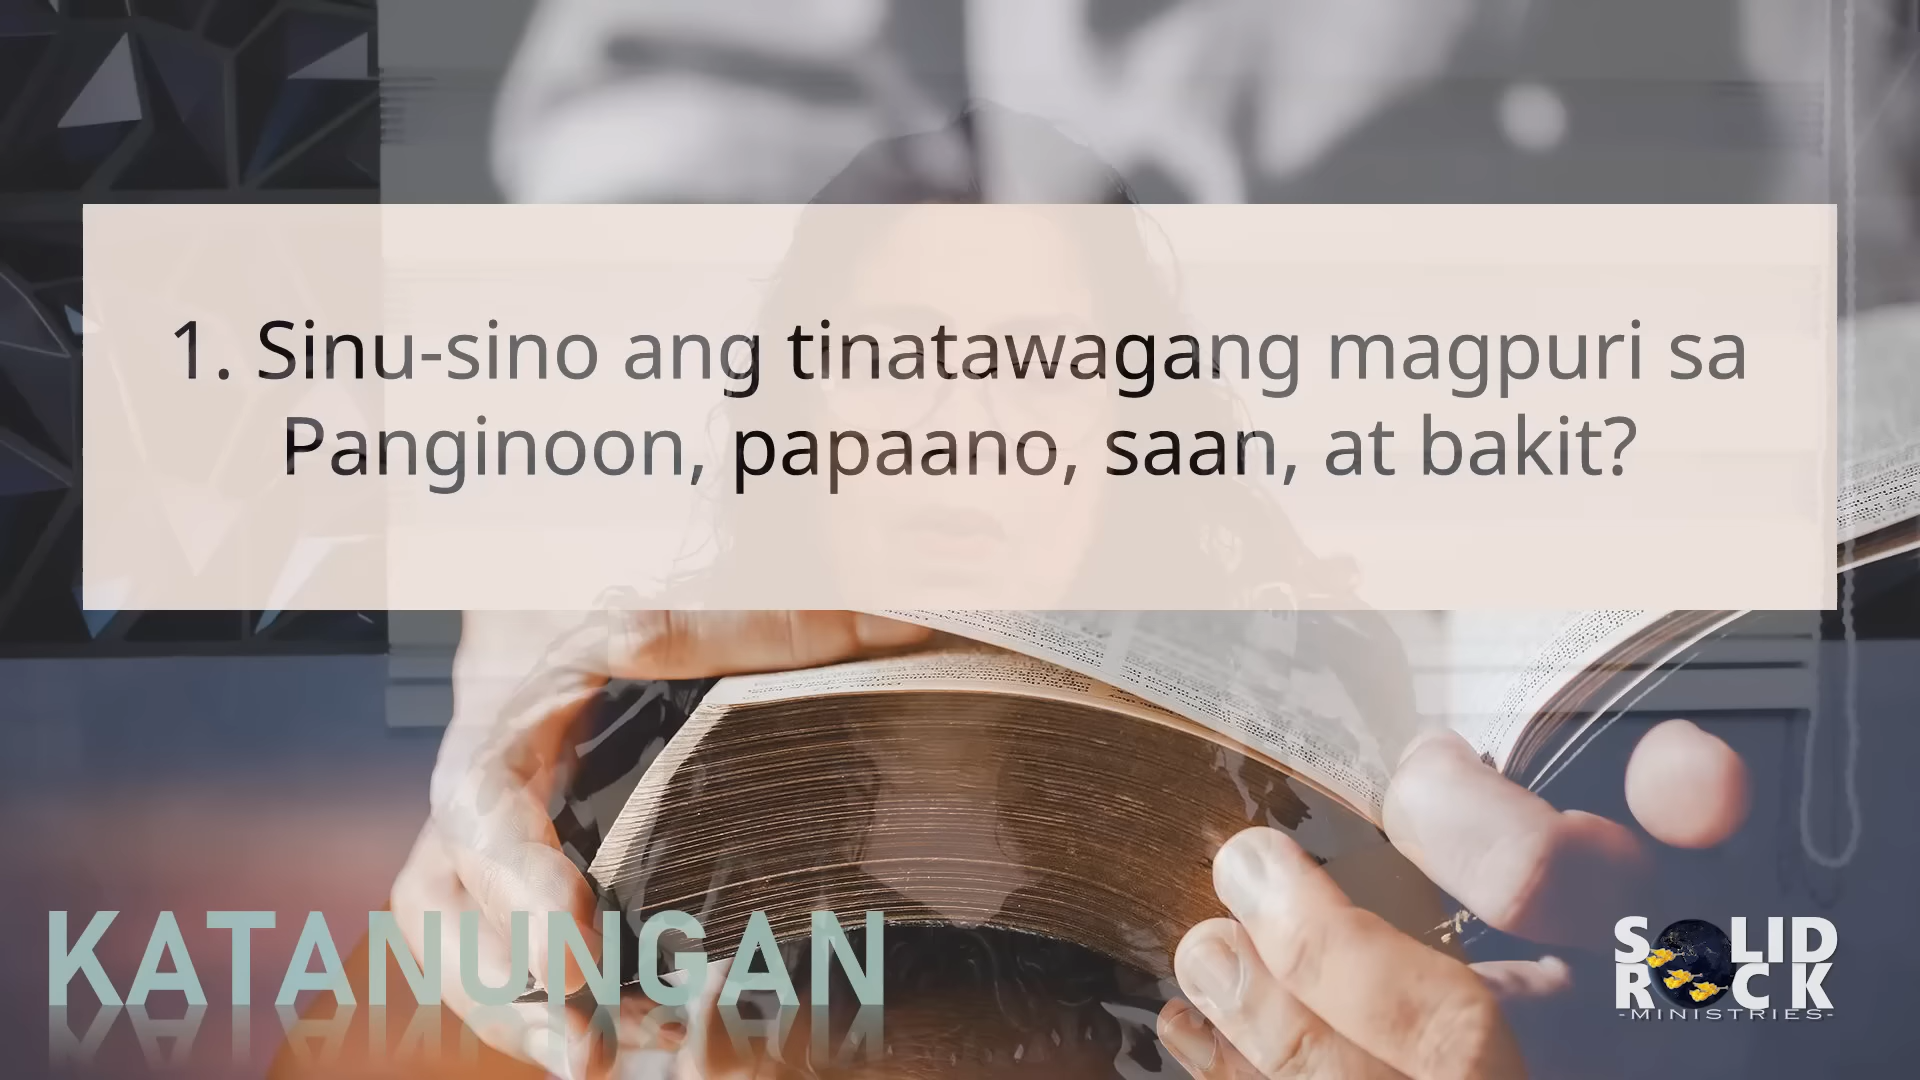 1. Sinu-sino ang tinatawagang magpuri sa
Panginoon, papaano, saan, at bakit?
KATANUNGAN
SOLID
ROCK
-MINISTRIES-